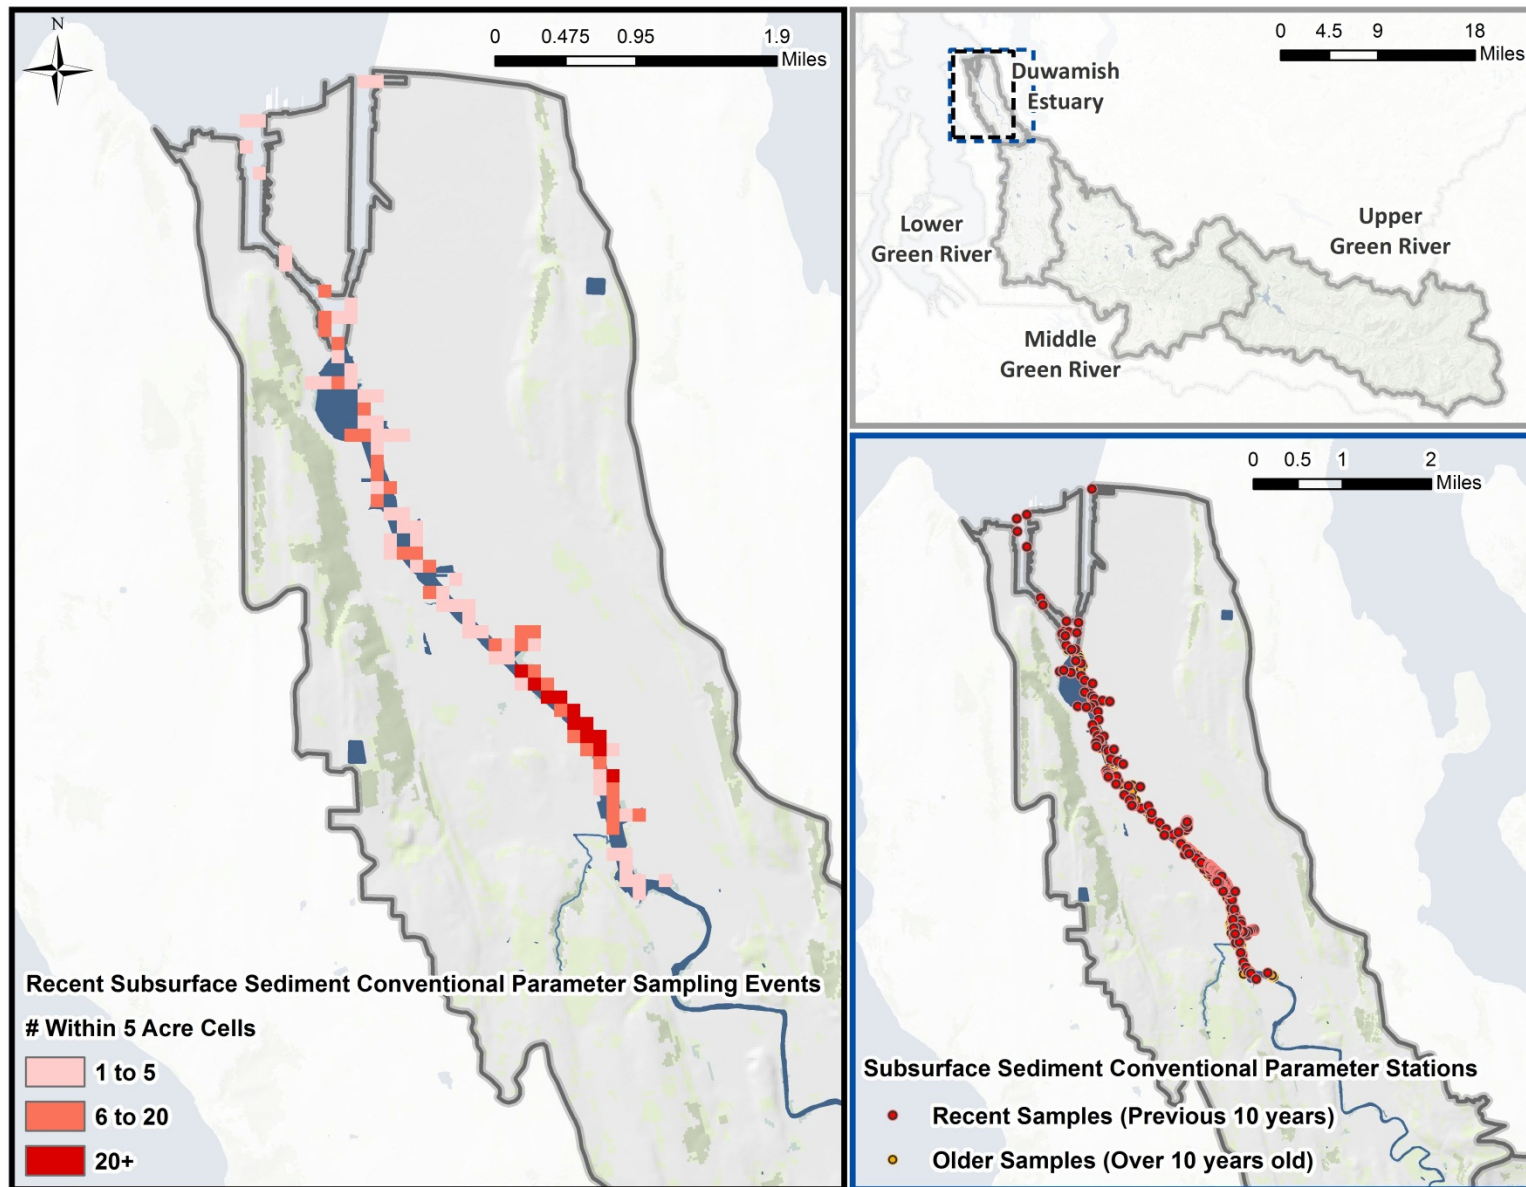 N
0 0.475 0.95 1.9
Miles
Recent Subsurface Sediment Conventional Parameter Sampling Events
# Within 5 Acre Cells
1 to 5
6 to 20
20+
0 4.5 9 18
Miles
Duwamish
Estuary
Lower
Green River
Upper
Green River
Middle
Green River
0 0.5 1 2
Miles
Subsurface Sediment Conventional Parameter Stations
Recent Samples (Previous 10 years)
Older Samples (Over 10 years old)